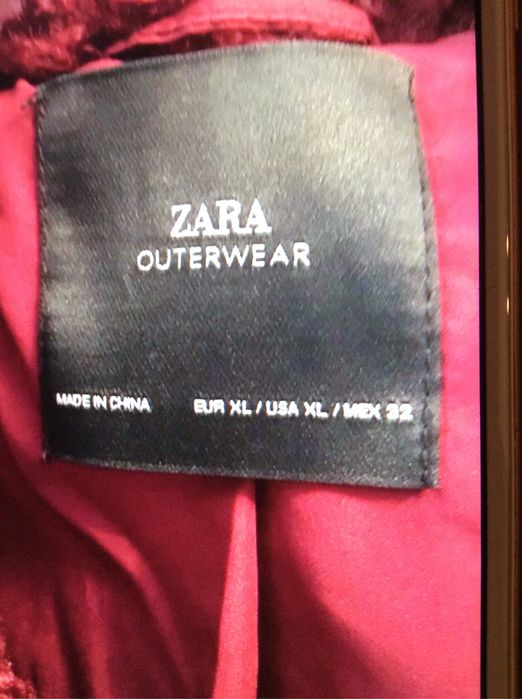 ZARA
OUTERWEAR
MADE IN CHINA EUR XL / USA XL / MEX 32